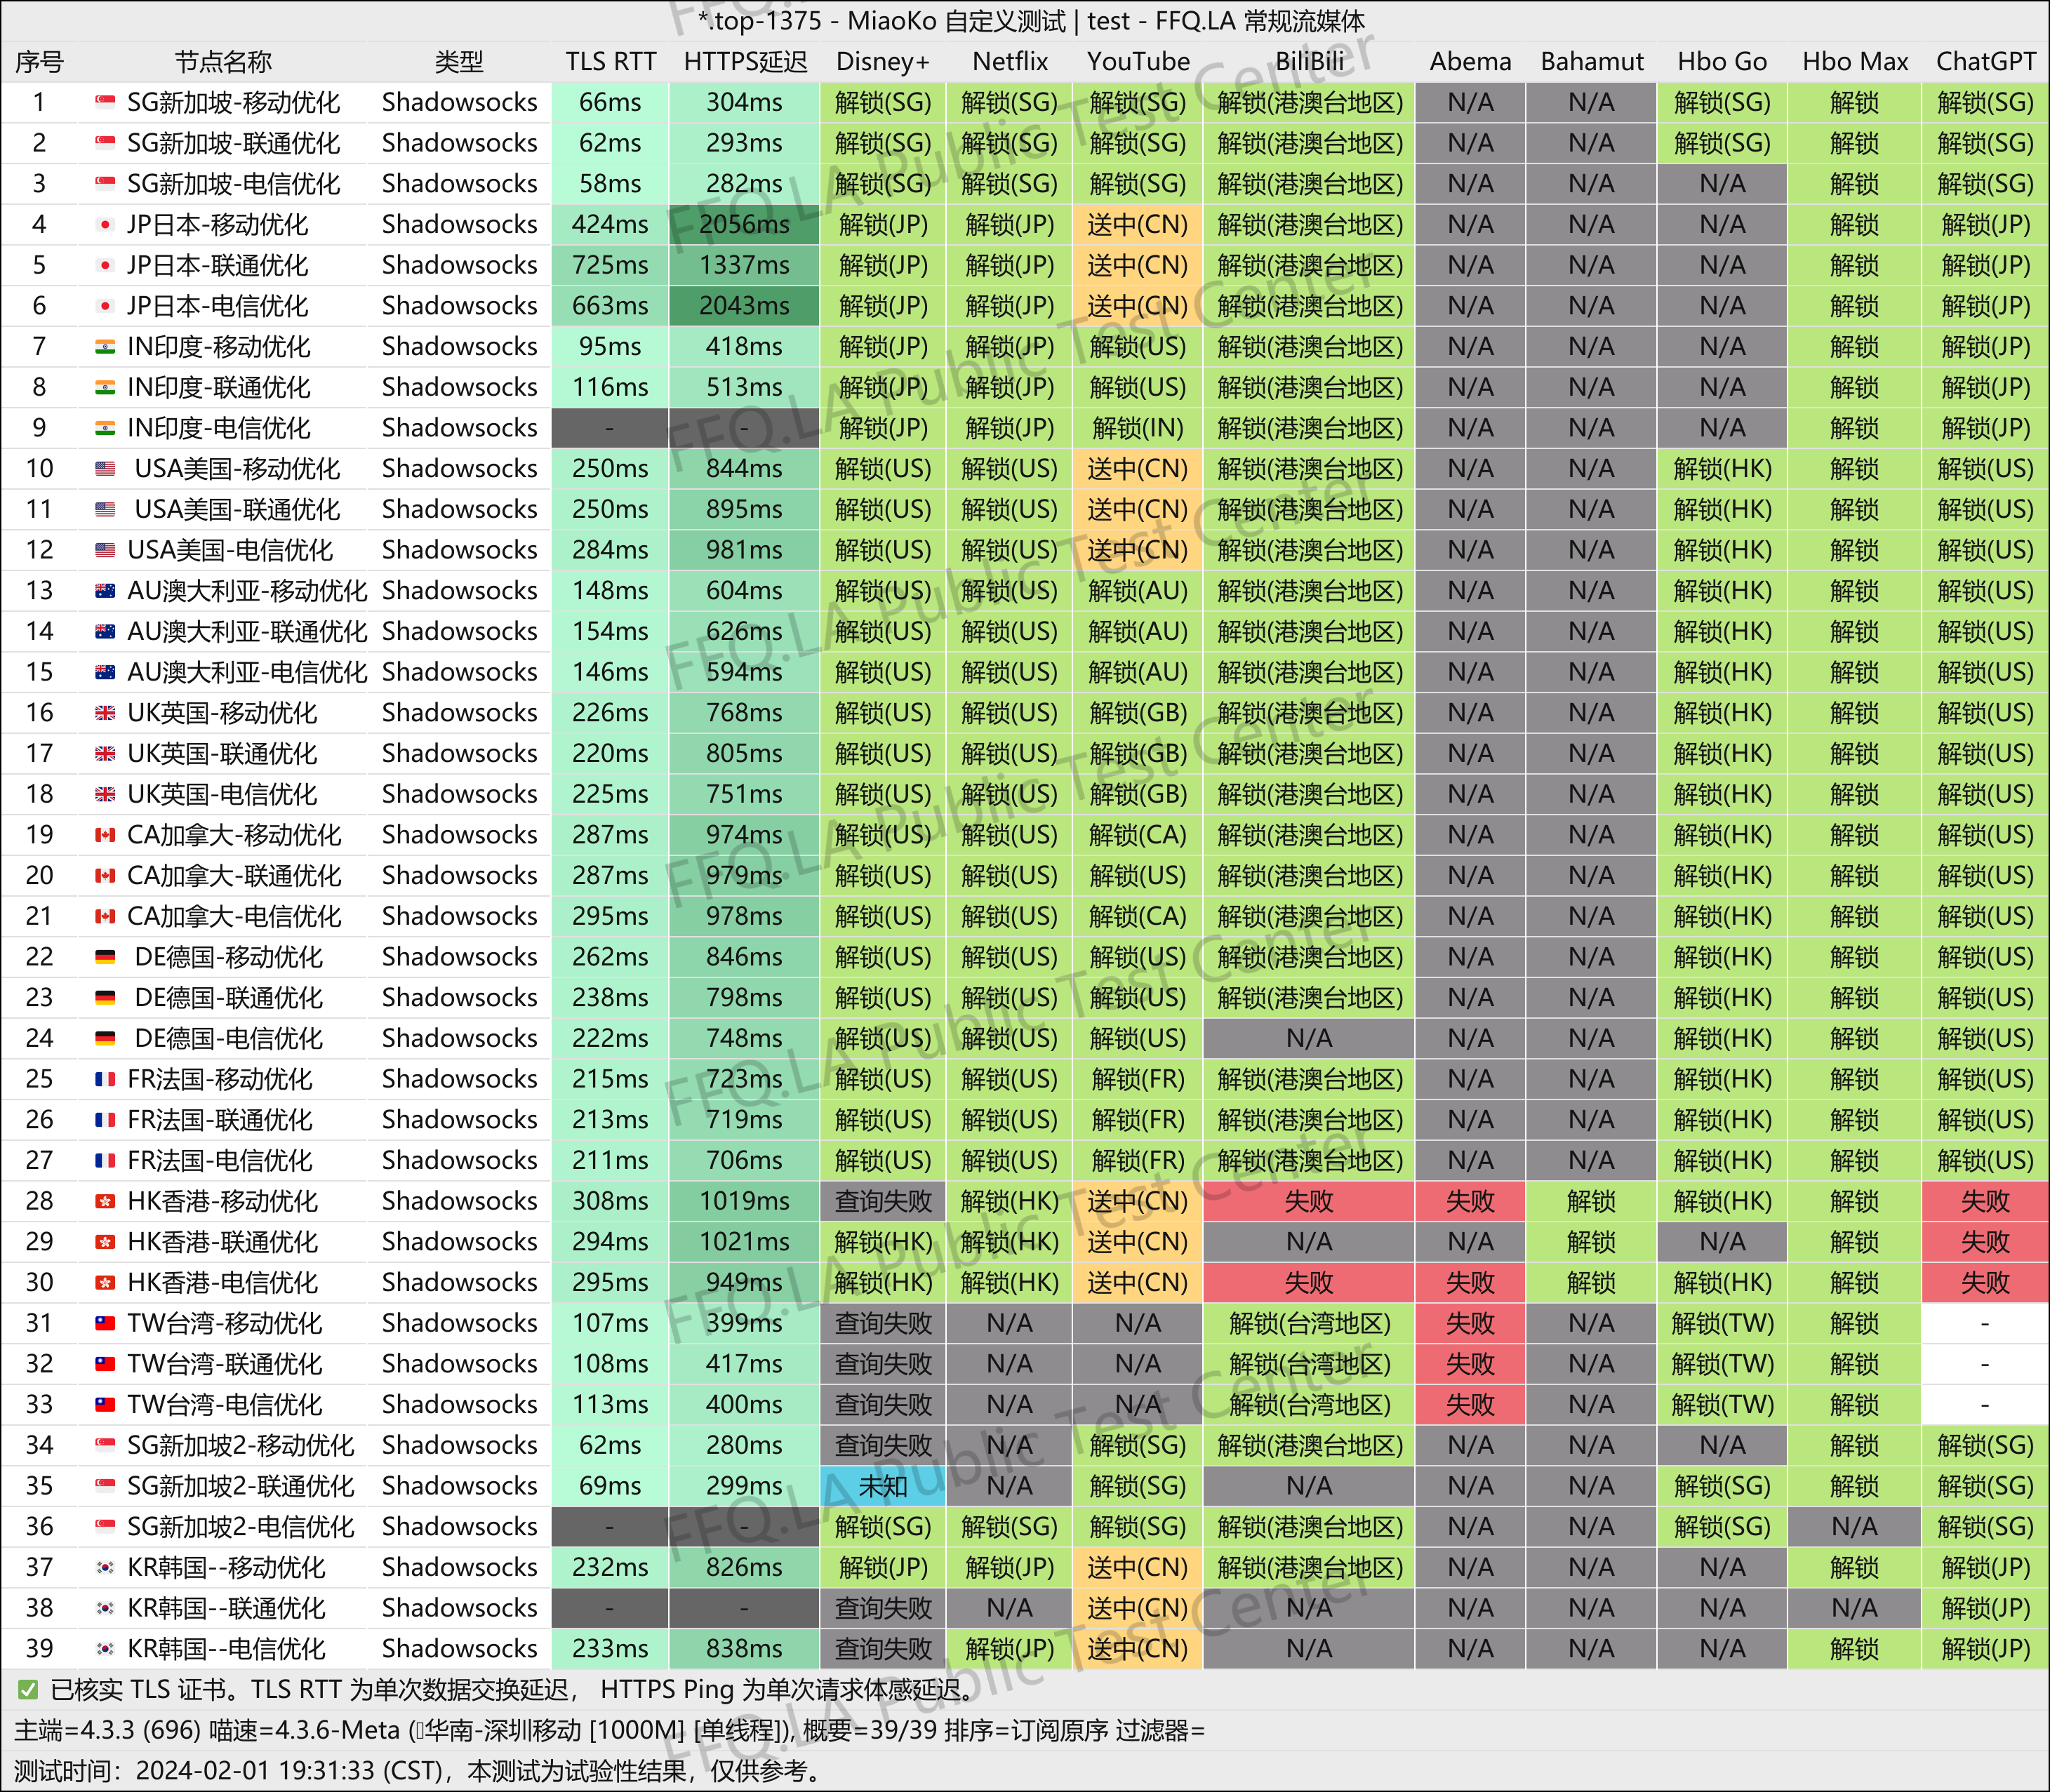 *.top-1375 - MiaoKo 自定义测试 | test - FFQ.LA 常规流媒体
序号 节点名称 类型 TLS RTT HTTPS延迟 Disney+ Netflix YouTube BiliBili Abema Bahamut Hbo Go Hbo Max ChatGPT
1 SG新加坡-移动优化 Shadowsocks 66ms 304ms 解锁(SG) 解锁(SG) 解锁(SG) 解锁(港澳台地区) N/A N/A 解锁(SG) 解锁 解锁(SG)
2 SG新加坡-联通优化 Shadowsocks 62ms 293ms 解锁(SG) 解锁(SG) 解锁(SG) 解锁(港澳台地区) N/A N/A 解锁(SG) 解锁 解锁(SG)
3 SG新加坡-电信优化 Shadowsocks 58ms 282ms 解锁(SG) 解锁(SG) 解锁(SG) 解锁(港澳台地区) N/A N/A N/A 解锁 解锁(SG)
4 JP日本-移动优化 Shadowsocks 424ms 2056ms 解锁(JP) 解锁(JP) 送中(CN) 解锁(港澳台地区) N/A N/A N/A 解锁 解锁(JP)
5 JP日本-联通优化 Shadowsocks 725ms 1337ms 解锁(JP) 解锁(JP) 送中(CN) 解锁(港澳台地区) N/A N/A N/A 解锁 解锁(JP)
6 JP日本-电信优化 Shadowsocks 663ms 2043ms 解锁(JP) 解锁(JP) 送中(CN) 解锁(港澳台地区) N/A N/A N/A 解锁 解锁(JP)
7 IN印度-移动优化 Shadowsocks 95ms 418ms 解锁(JP) 解锁(JP) 解锁(US) 解锁(港澳台地区) N/A N/A N/A 解锁 解锁(JP)
8 IN印度-联通优化 Shadowsocks 116ms 513ms 解锁(JP) 解锁(JP) 解锁(US) 解锁(港澳台地区) N/A N/A N/A 解锁 解锁(JP)
9 IN印度-电信优化 Shadowsocks - - 解锁(JP) 解锁(JP) 解锁(IN) 解锁(港澳台地区) N/A N/A N/A 解锁 解锁(JP)
10 USA美国-移动优化 Shadowsocks 250ms 844ms 解锁(US) 解锁(US) 送中(CN) 解锁(港澳台地区) N/A N/A 解锁(HK) 解锁 解锁(US)
11 USA美国-联通优化 Shadowsocks 250ms 895ms 解锁(US) 解锁(US) 送中(CN) 解锁(港澳台地区) N/A N/A 解锁(HK) 解锁 解锁(US)
12 USA美国-电信优化 Shadowsocks 284ms 981ms 解锁(US) 解锁(US) 送中(CN) 解锁(港澳台地区) N/A N/A 解锁(HK) 解锁 解锁(US)
13 AU澳大利亚-移动优化 Shadowsocks 148ms 604ms 解锁(US) 解锁(US) 解锁(AU) 解锁(港澳台地区) N/A N/A 解锁(HK) 解锁 解锁(US)
14 AU澳大利亚-联通优化 Shadowsocks 154ms 626ms 解锁(US) 解锁(US) 解锁(AU) 解锁(港澳台地区) N/A N/A 解锁(HK) 解锁 解锁(US)
15 AU澳大利亚-电信优化 Shadowsocks 146ms 594ms 解锁(US) 解锁(US) 解锁(AU) 解锁(港澳台地区) N/A N/A 解锁(HK) 解锁 解锁(US)
16 UK英国-移动优化 Shadowsocks 226ms 768ms 解锁(US) 解锁(US) 解锁(GB) 解锁(港澳台地区) N/A N/A 解锁(HK) 解锁 解锁(US)
17 UK英国-联通优化 Shadowsocks 220ms 805ms 解锁(US) 解锁(US) 解锁(GB) 解锁(港澳台地区) N/A N/A 解锁(HK) 解锁 解锁(US)
18 UK英国-电信优化 Shadowsocks 225ms 751ms 解锁(US) 解锁(US) 解锁(GB) 解锁(港澳台地区) N/A N/A 解锁(HK) 解锁 解锁(US)
19 CA加拿大-移动优化 Shadowsocks 287ms 974ms 解锁(US) 解锁(US) 解锁(CA) 解锁(港澳台地区) N/A N/A 解锁(HK) 解锁 解锁(US)
20 CA加拿大-联通优化 Shadowsocks 287ms 979ms 解锁(US) 解锁(US) 解锁(US) 解锁(港澳台地区) N/A N/A 解锁(HK) 解锁 解锁(US)
21 CA加拿大-电信优化 Shadowsocks 295ms 978ms 解锁(US) 解锁(US) 解锁(CA) 解锁(港澳台地区) N/A N/A 解锁(HK) 解锁 解锁(US)
22 DE德国-移动优化 Shadowsocks 262ms 846ms 解锁(US) 解锁(US) 解锁(US) 解锁(港澳台地区) N/A N/A 解锁(HK) 解锁 解锁(US)
23 DE德国-联通优化 Shadowsocks 238ms 798ms 解锁(US) 解锁(US) 解锁(US) 解锁(港澳台地区) N/A N/A 解锁(HK) 解锁 解锁(US)
24 DE德国-电信优化 Shadowsocks 222ms 748ms 解锁(US) 解锁(US) 解锁(US) N/A N/A N/A 解锁(HK) 解锁 解锁(US)
25 FR法国-移动优化 Shadowsocks 215ms 723ms 解锁(US) 解锁(US) 解锁(FR) 解锁(港澳台地区) N/A N/A 解锁(HK) 解锁 解锁(US)
26 FR法国-联通优化 Shadowsocks 213ms 719ms 解锁(US) 解锁(US) 解锁(FR) 解锁(港澳台地区) N/A N/A 解锁(HK) 解锁 解锁(US)
27 FR法国-电信优化 Shadowsocks 211ms 706ms 解锁(US) 解锁(US) 解锁(FR) 解锁(港澳台地区) N/A N/A 解锁(HK) 解锁 解锁(US)
28 HK香港-移动优化 Shadowsocks 308ms 1019ms 查询失败 解锁(HK) 送中(CN) 失败 失败 解锁 解锁(HK) 解锁 失败
29 HK香港-联通优化 Shadowsocks 294ms 1021ms 解锁(HK) 解锁(HK) 送中(CN) N/A N/A 解锁 N/A 解锁 失败
30 HK香港-电信优化 Shadowsocks 295ms 949ms 解锁(HK) 解锁(HK) 送中(CN) 失败 失败 解锁 解锁(HK) 解锁 失败
31 TW台湾-移动优化 Shadowsocks 107ms 399ms 查询失败 N/A N/A 解锁(台湾地区) 失败 N/A 解锁(TW) 解锁 -
32 TW台湾-联通优化 Shadowsocks 108ms 417ms 查询失败 N/A N/A 解锁(台湾地区) 失败 N/A 解锁(TW) 解锁 -
33 TW台湾-电信优化 Shadowsocks 113ms 400ms 查询失败 N/A N/A 解锁(台湾地区) 失败 N/A 解锁(TW) 解锁 -
34 SG新加坡2-移动优化 Shadowsocks 62ms 280ms 查询失败 N/A 解锁(SG) 解锁(港澳台地区) N/A N/A N/A 解锁 解锁(SG)
35 SG新加坡2-联通优化 Shadowsocks 69ms 299ms 未知 N/A 解锁(SG) N/A N/A N/A 解锁(SG) 解锁 解锁(SG)
36 SG新加坡2-电信优化 Shadowsocks - - 解锁(SG) 解锁(SG) 解锁(SG) 解锁(港澳台地区) N/A N/A 解锁(SG) N/A 解锁(SG)
37 KR韩国--移动优化 Shadowsocks 232ms 826ms 解锁(JP) 解锁(JP) 送中(CN) 解锁(港澳台地区) N/A N/A N/A 解锁 解锁(JP)
38 KR韩国--联通优化 Shadowsocks - - 查询失败 N/A 送中(CN) N/A N/A N/A N/A N/A 解锁(JP)
39 KR韩国--电信优化 Shadowsocks 233ms 838ms 查询失败 解锁(JP) 送中(CN) N/A N/A N/A N/A 解锁 解锁(JP)
✅ 已核实 TLS 证书。TLS RTT 为单次数据交换延迟， HTTPS Ping 为单次请求体感延迟。
主端=4.3.3 (696) 喵速=4.3.6-Meta (华南-深圳移动 [1000M] [单线程]), 概要=39/39 排序=订阅原序 过滤器=
测试时间：2024-02-01 19:31:33 (CST)，本测试为试验性结果，仅供参考。
FFQ.LA Public Test Center